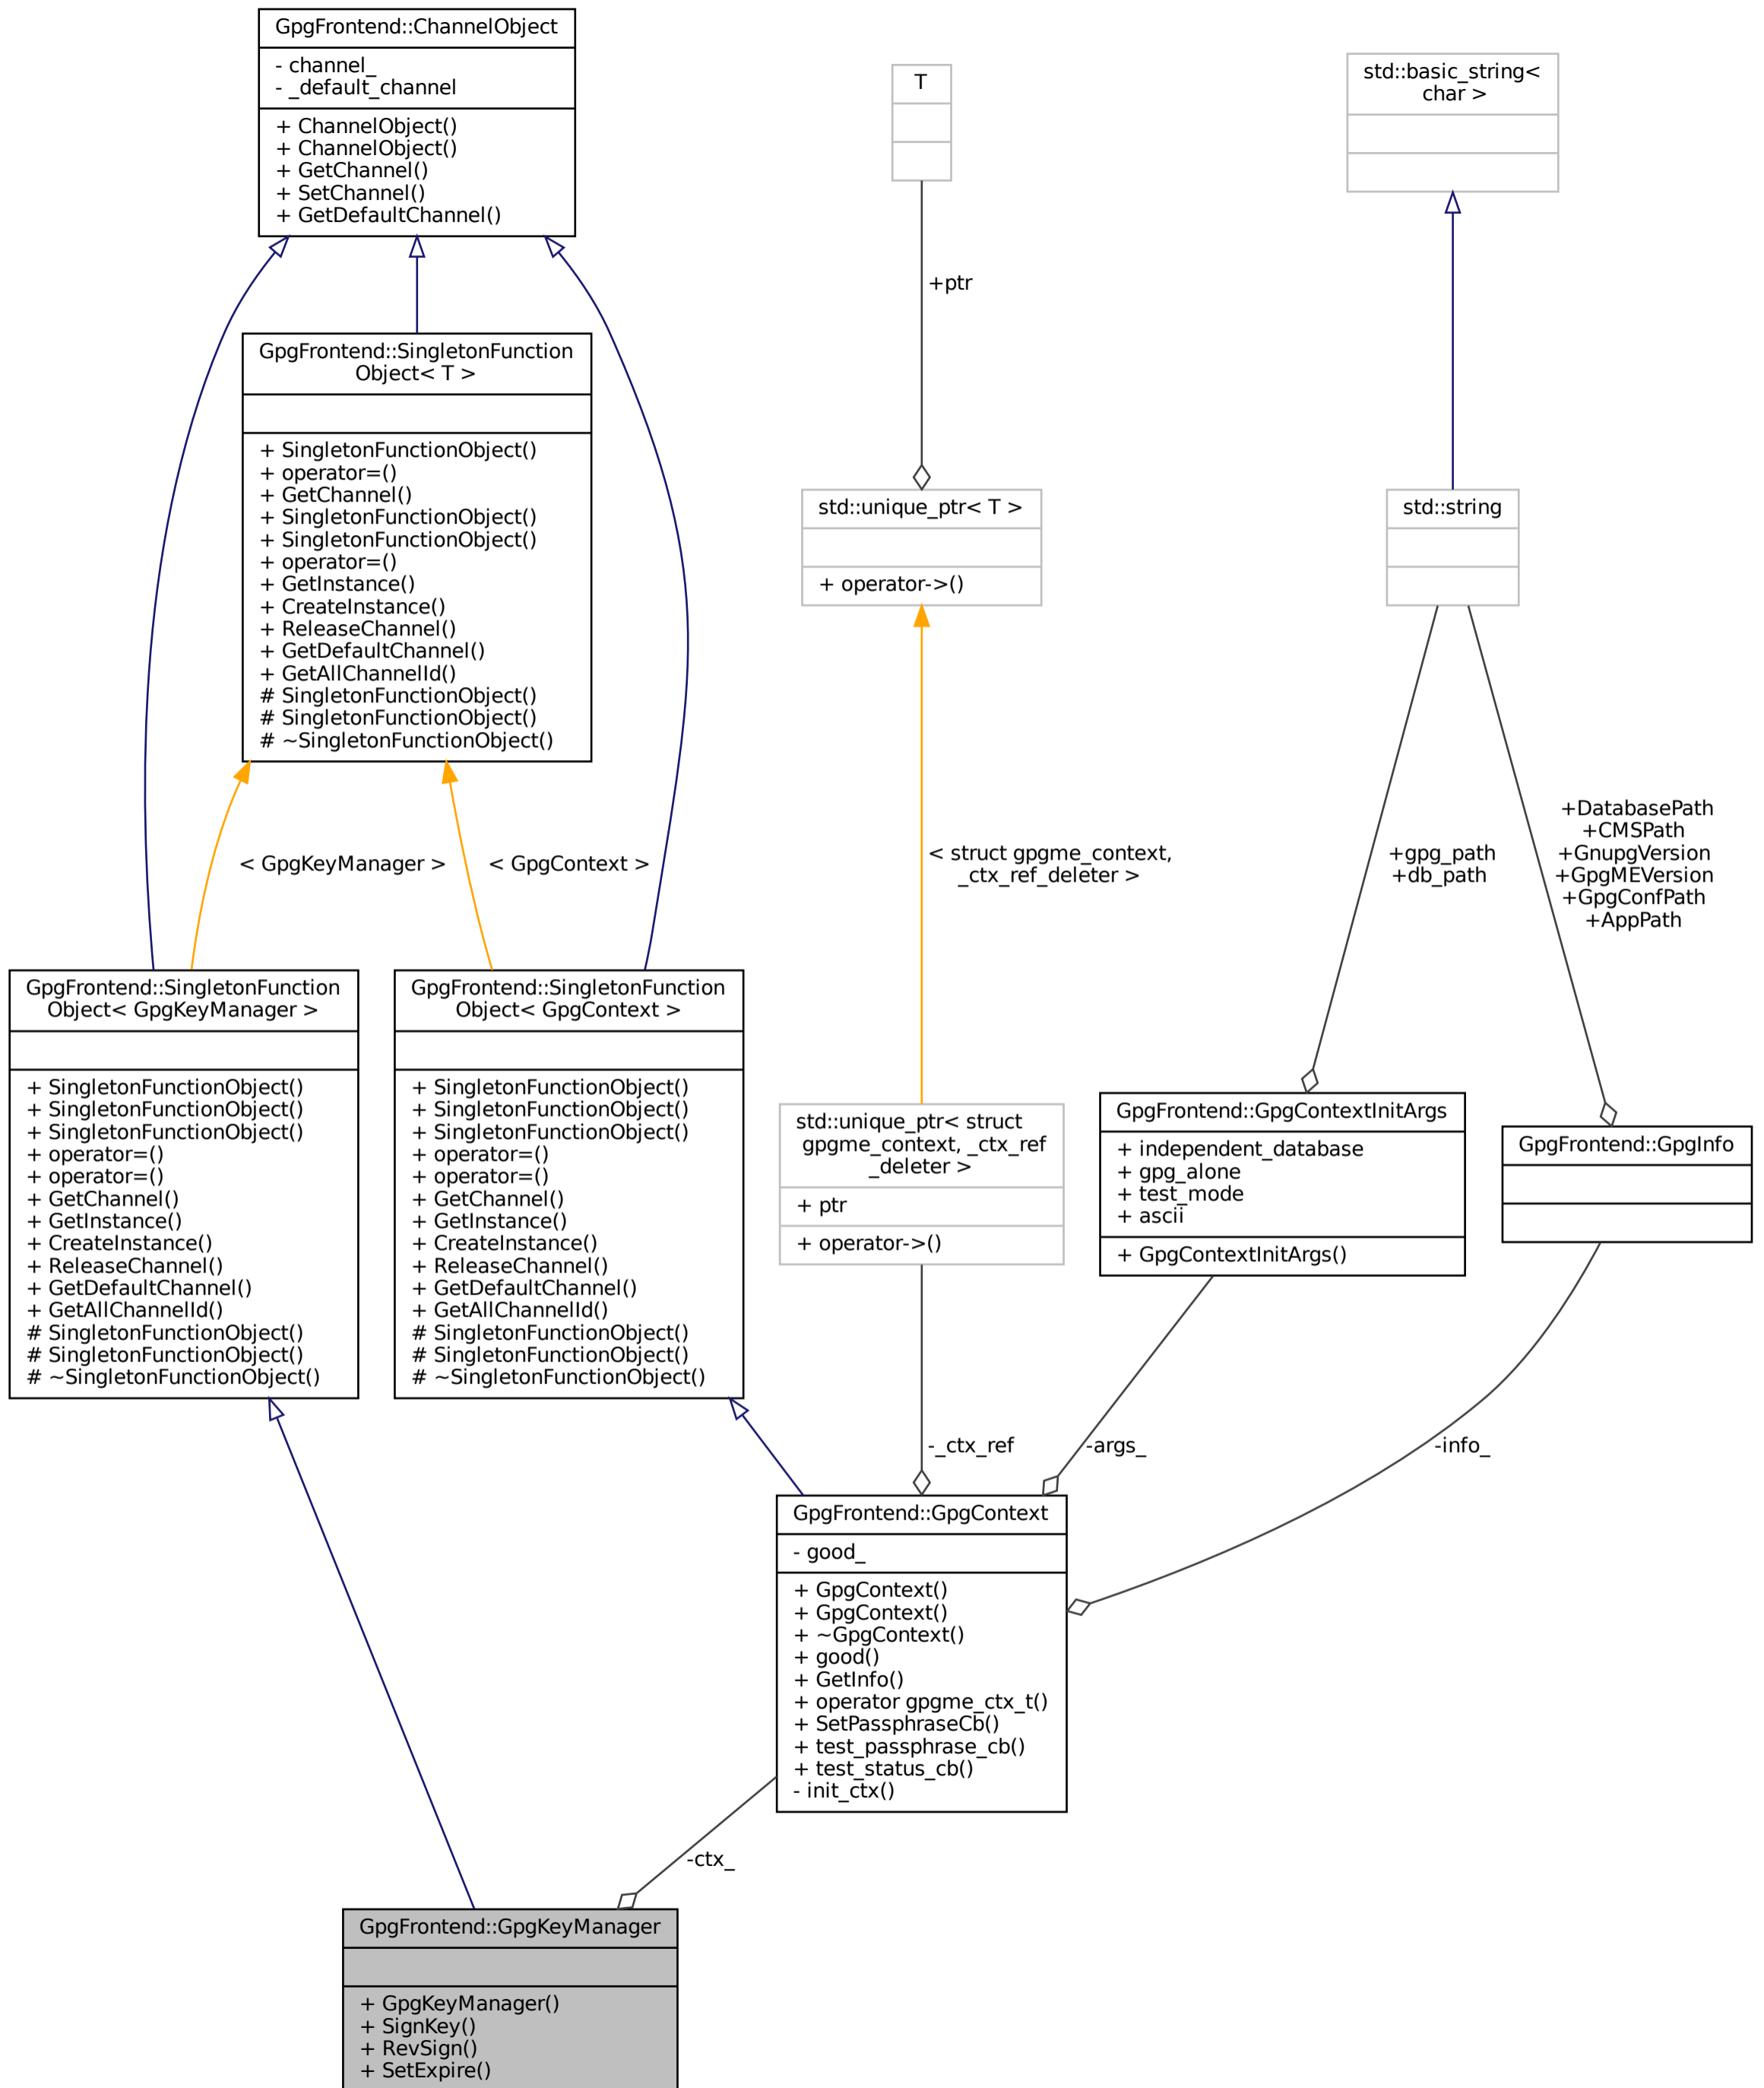 GpgFrontend::ChannelObject
- channel_
- _default_channel
+ ChannelObject()
+ ChannelObject()
+ GetChannel()
+ SetChannel()
+ GetDefaultChannel()
T
std::basic_string<
char >
+ptr
GpgFrontend::SingletonFunction
Object< T >
+ SingletonFunctionObject()
+ operator=()
+ GetChannel()
+ SingletonFunctionObject()
+ SingletonFunctionObject()
+ operator=()
+ GetInstance()
+ CreateInstance()
+ ReleaseChannel()
+ GetDefaultChannel()
+ GetAllChannelId()
# SingletonFunctionObject()
# SingletonFunctionObject()
# ~SingletonFunctionObject()
std::unique_ptr< T >
+ operator->()
std::string
< GpgKeyManager >
< GpgContext >
< struct gpgme_context,
_ctx_ref_deleter >
+gpg_path
+db_path
+DatabasePath
+CMSPath
+GnupgVersion
+GpgMEVersion
+GpgConfPath
+AppPath
GpgFrontend::SingletonFunction
Object< GpgKeyManager >
+ SingletonFunctionObject()
+ SingletonFunctionObject()
+ SingletonFunctionObject()
+ operator=()
+ operator=()
+ GetChannel()
+ GetInstance()
+ CreateInstance()
+ ReleaseChannel()
+ GetDefaultChannel()
+ GetAllChannelId()
# SingletonFunctionObject()
# SingletonFunctionObject()
# ~SingletonFunctionObject()
GpgFrontend::SingletonFunction
Object< GpgContext >
+ SingletonFunctionObject()
+ SingletonFunctionObject()
+ SingletonFunctionObject()
+ operator=()
+ operator=()
+ GetChannel()
+ GetInstance()
+ CreateInstance()
+ ReleaseChannel()
+ GetDefaultChannel()
+ GetAllChannelId()
# SingletonFunctionObject()
# SingletonFunctionObject()
# ~SingletonFunctionObject()
std::unique_ptr< struct
gpgme_context, _ctx_ref
_deleter >
+ ptr
+ operator->()
GpgFrontend::GpgContextInitArgs
+ independent_database
+ gpg_alone
+ test_mode
+ ascii
+ GpgContextInitArgs()
GpgFrontend::GpgInfo
-_ctx_ref
-args_
-info_
GpgFrontend::GpgContext
- good_
+ GpgContext()
+ GpgContext()
+ ~GpgContext()
+ good()
+ GetInfo()
+ operator gpgme_ctx_t()
+ SetPassphraseCb()
+ test_passphrase_cb()
+ test_status_cb()
- init_ctx()
-ctx_
GpgFrontend::GpgKeyManager
+ GpgKeyManager()
+ SignKey()
+ RevSign()
+ SetExpire()